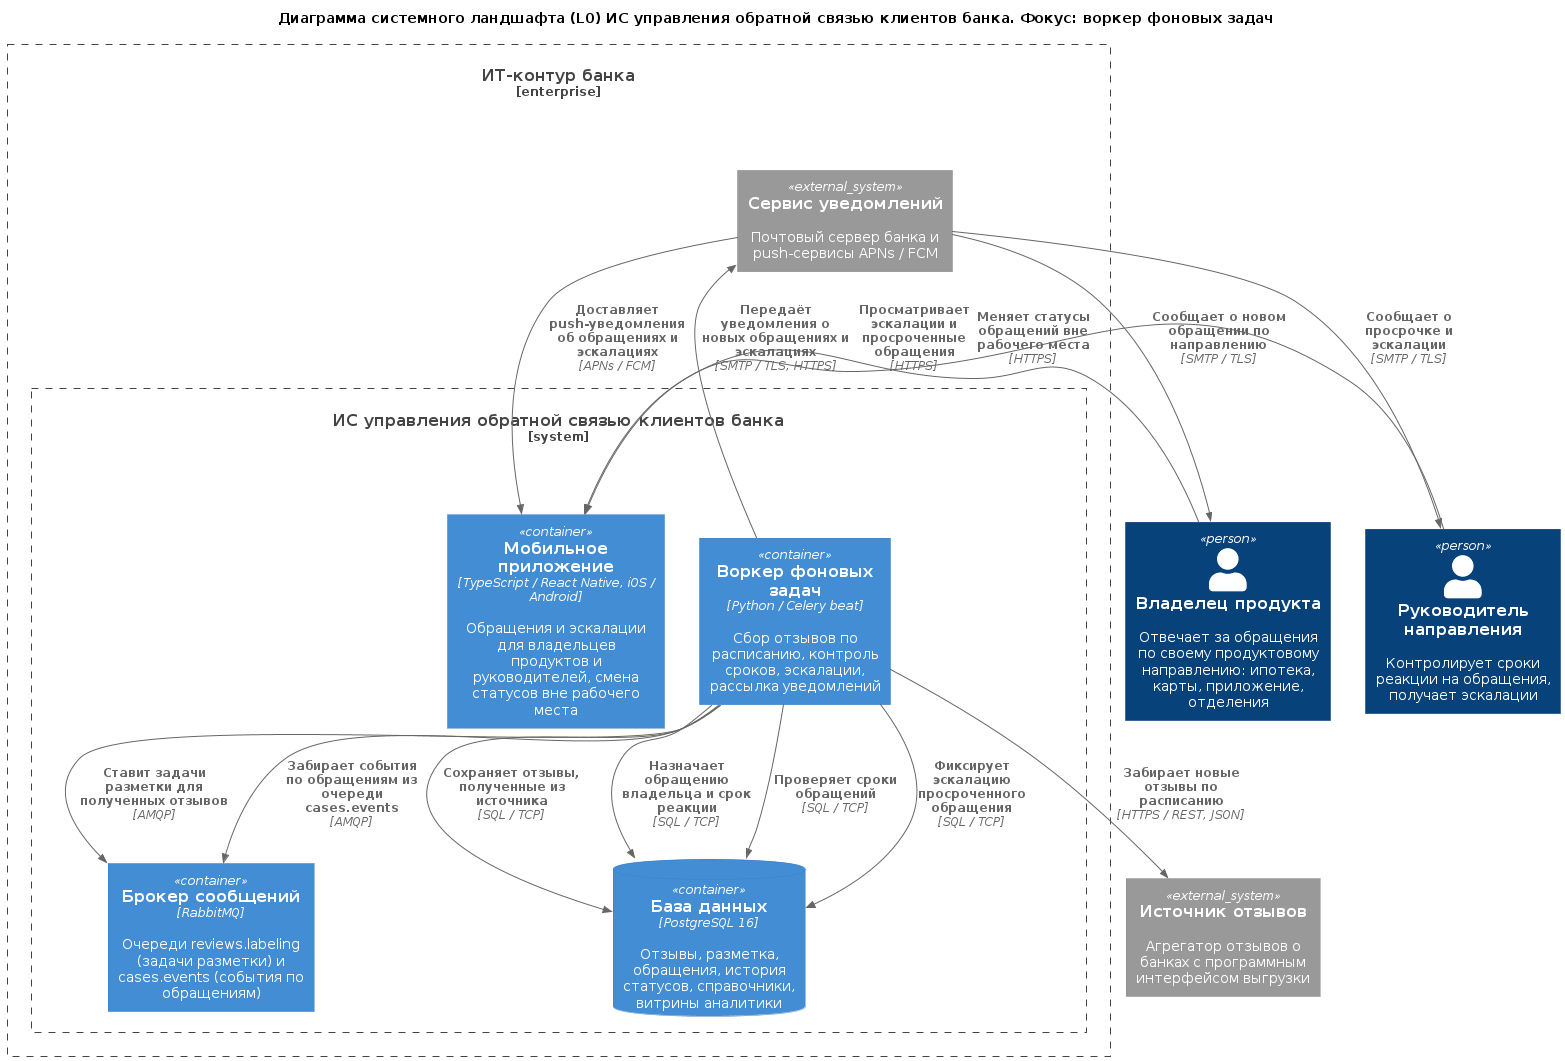 Диаграмма системного ландшафта (L0) ИС управления обратной связью клиентов банка. Фокус: воркер фоновых задач
ИТ-контур банка
[enterprise]
«external_system»
Сервис уведомлений
Почтовый сервер банка и
push-сервисы APNs / FCM
Доставляет
push-уведомления
об обращениях и
эскалациях
[APNs / FCM]
Передаёт
уведомления о
новых обращениях и
эскалациях
[SMTP / TLS, HTTPS]
Просматривает
эскалации и
просроченные
обращения
[HTTPS]
Меняет статусы
обращений вне
рабочего места
[HTTPS]
Сообщает о новом
обращении по
направлению
[SMTP / TLS]
Сообщает о
просрочке и
эскалации
[SMTP / TLS]
ИС управления обратной связью клиентов банка
[system]
«container»
Мобильное
приложение
[TypeScript / React Native, iOS /
Android]
Обращения и эскалации
для владельцев
продуктов и
руководителей, смена
статусов вне рабочего
места
«container»
Воркер фоновых
задач
[Python / Celery beat]
Сбор отзывов по
расписанию, контроль
сроков, эскалации,
рассылка уведомлений
«person»
Владелец продукта
Отвечает за обращения
по своему продуктовому
направлению: ипотека,
карты, приложение,
отделения
«person»
Руководитель
направления
Контролирует сроки
реакции на обращения,
получает эскалации
Ставит задачи
разметки для
полученных отзывов
[AMQP]
Забирает события
по обращениям из
очереди
cases.events
[AMQP]
Сохраняет отзывы,
полученные из
источника
[SQL / TCP]
Назначает
обращению
владельца и срок
реакции
[SQL / TCP]
Проверяет сроки
обращений
[SQL / TCP]
Фиксирует
эскалацию
просроченного
обращения
[SQL / TCP]
Забирает новые
отзывы по
расписанию
[HTTPS / REST, JSON]
«container»
Брокер сообщений
[RabbitMQ]
Очереди reviews.labeling
(задачи разметки) и
cases.events (события по
обращениям)
«container»
База данных
[PostgreSQL 16]
Отзывы, разметка,
обращения, история
статусов, справочники,
витрины аналитики
«external_system»
Источник отзывов
Агрегатор отзывов о
банках с программным
интерфейсом выгрузки